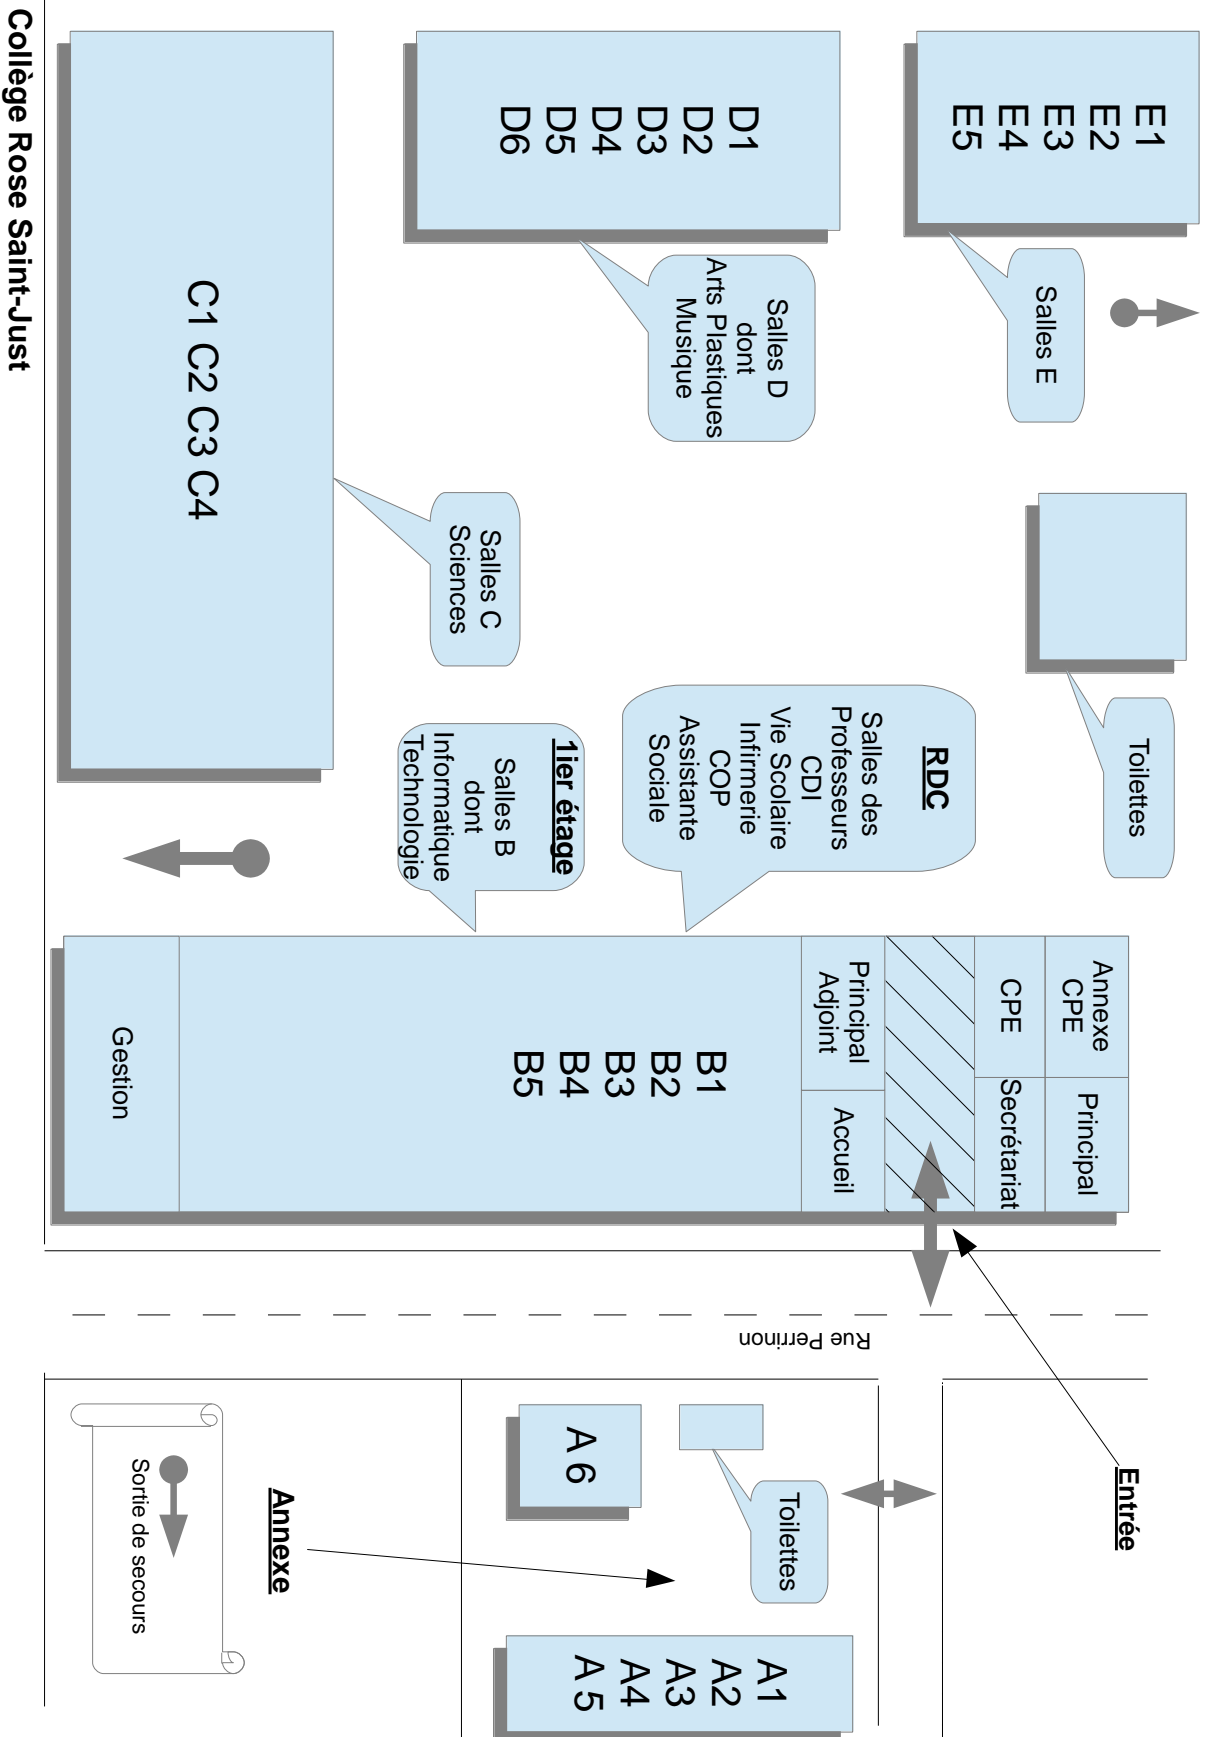 Collège Rose Saint-Just
E1
E2
E3
E4
E5
Salles E
D1
D2
D3
D4
D5
D6
Salles D
dont
Arts Plastiques
Musique
C1 C2 C3 C4
Salles C
Sciences
Toilettes
RDC
Salles des
Professeurs
CDI
Vie Scolaire
Infirmerie
COP
Assistante
Sociale
1ier étage
Salles B
dont
Informatique
Technologie
Annexe
CPE
Principal
CPE
Secrétariat
Principal
Adjoint
Accueil
B1
B2
B3
B4
B5
Gestion
Rue Perrinon
Entrée
Toilettes
A 6
A1
A2
A3
A4
A 5
Annexe
Sortie de secours